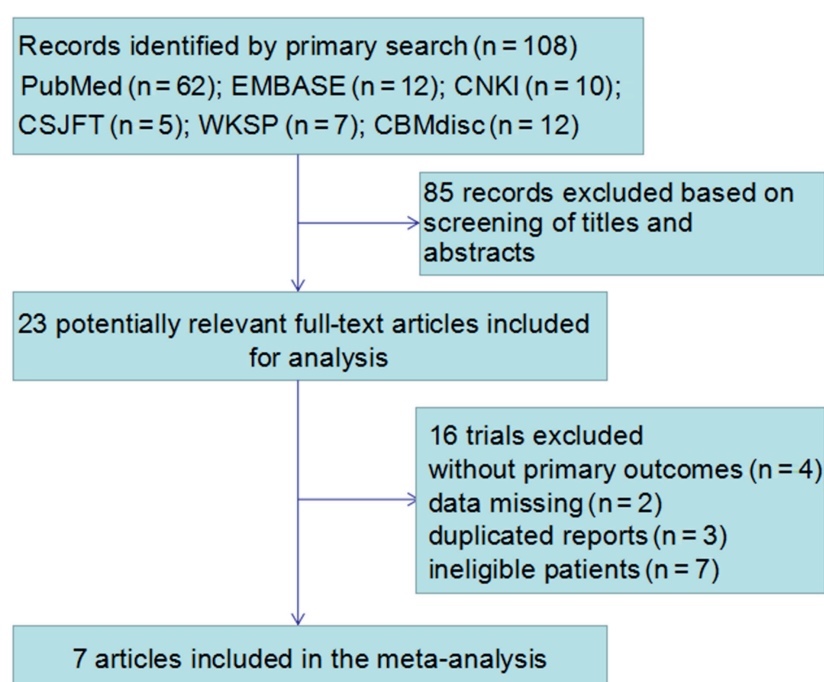 Records identified by primary search (n = 108)
PubMed (n = 62); EMBASE (n = 12); CNKI (n = 10);
CSJFT (n = 5); WKSP (n = 7); CBMdisc (n = 12)
85 records excluded based on
screening of titles and
abstracts
23 potentially relevant full-text articles included
for analysis
16 trials excluded
without primary outcomes (n = 4)
data missing (n = 2)
duplicated reports (n = 3)
ineligible patients (n = 7)
7 articles included in the meta-analysis